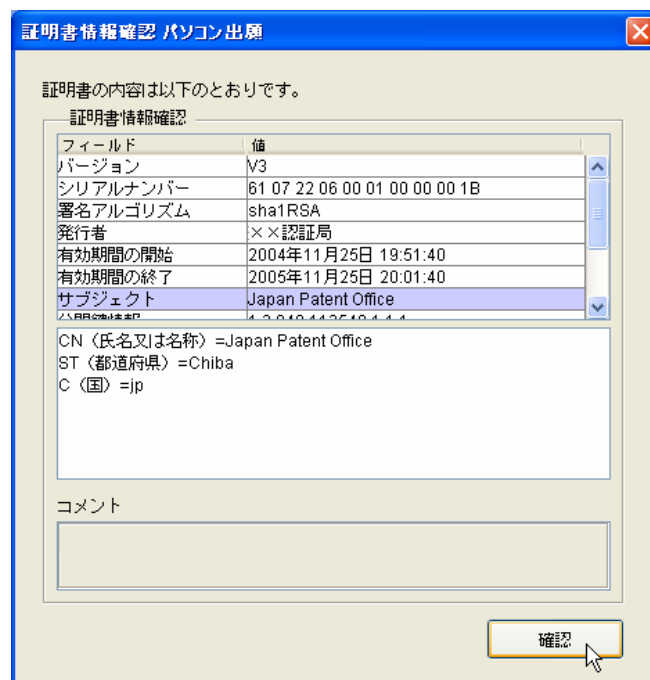 証明書情報確認 パソコン出願
証明書の内容は以下のとおりです。
証明書情報確認
フィールド 値
バージョン V3
シリアルナンバー 61 07 22 06 00 01 00 00 00 1B
署名アルゴリズム sha1RSA
発行者 ××認証局
有効期間の開始 2004年11月25日 19:51:40
有効期間の終了 2005年11月25日 20:01:40
サブジェクト Japan Patent Office
CN（氏名又は名称）=Japan Patent Office
ST（都道府県）=Chiba
C（国）=jp
コメント
確認